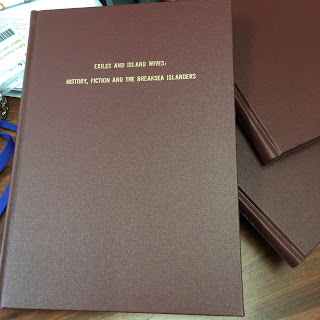 EXILES AND ISLAND WIVES:
HISTORY, FICTION AND THE BREAKSEA ISLANDERS